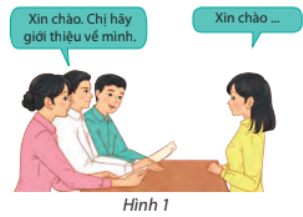 Xin chào. Chị hãy
giới thiệu về mình.
Xin chào ...
Hình 1